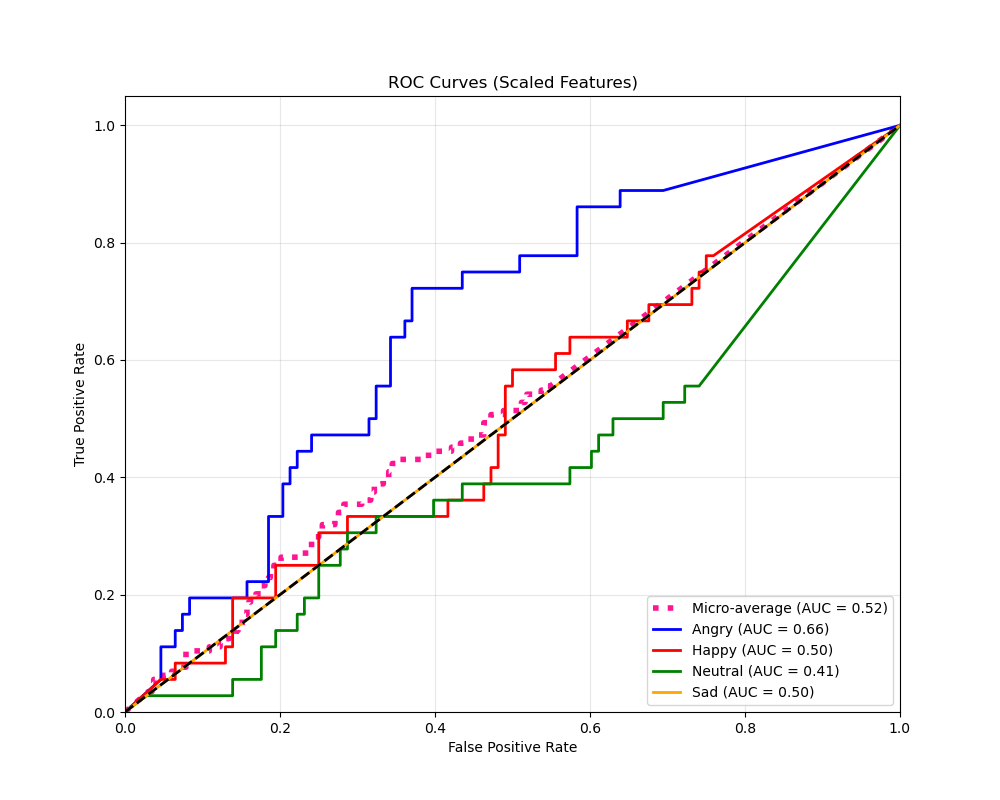 ROC Curves (Scaled Features)
True Positive Rate
1.0
0.8
0.6
0.4
0.2
0.0
0.0 0.2 0.4 0.6 0.8 1.0
False Positive Rate
Micro-average (AUC = 0.52)
Angry (AUC = 0.66)
Happy (AUC = 0.50)
Neutral (AUC = 0.41)
Sad (AUC = 0.50)